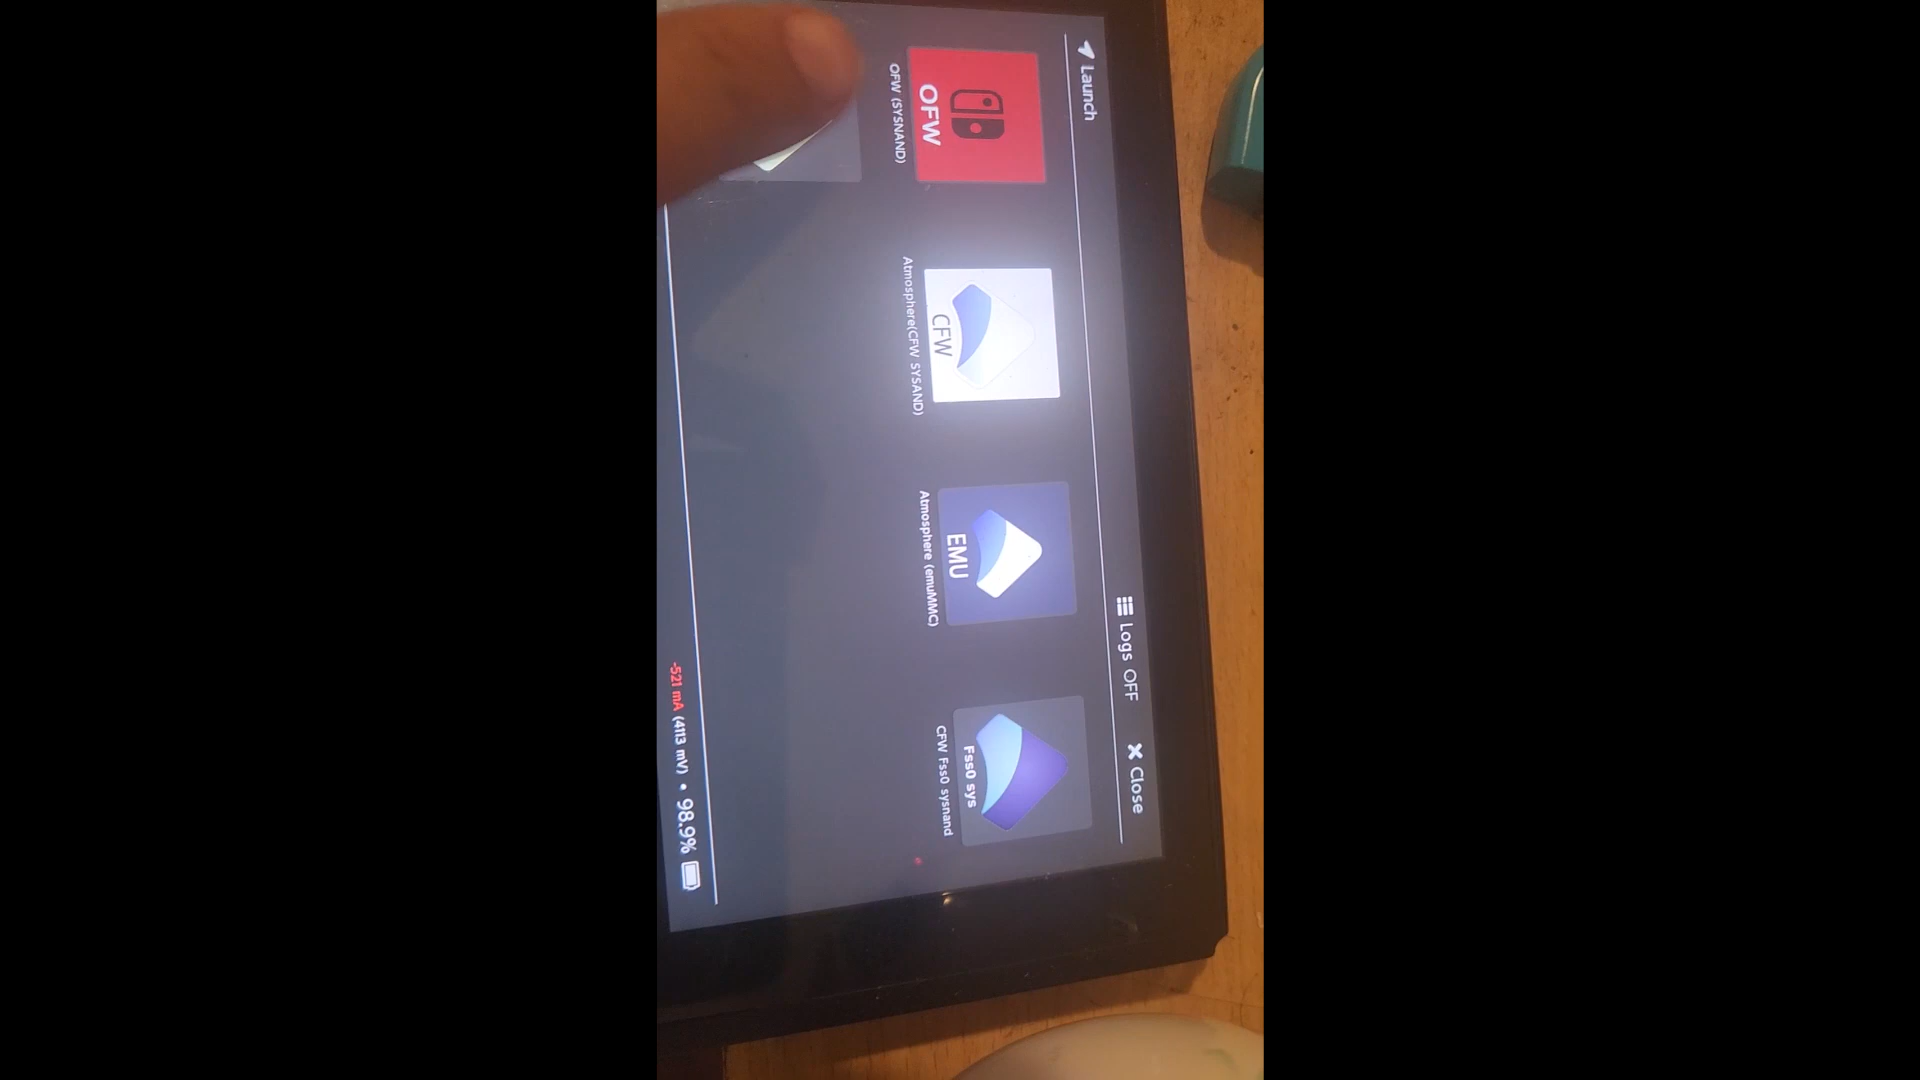 Launch
Logs OFF
Close
OFW
OFW (SYSNAND)
CFW
Atmosphere(CFW SYSAND)
EMU
Atmosphere (emuMMC)
Fss0 sys
CFW Fss0 sysnand
-521 mA (4113 mV) • 98.9%